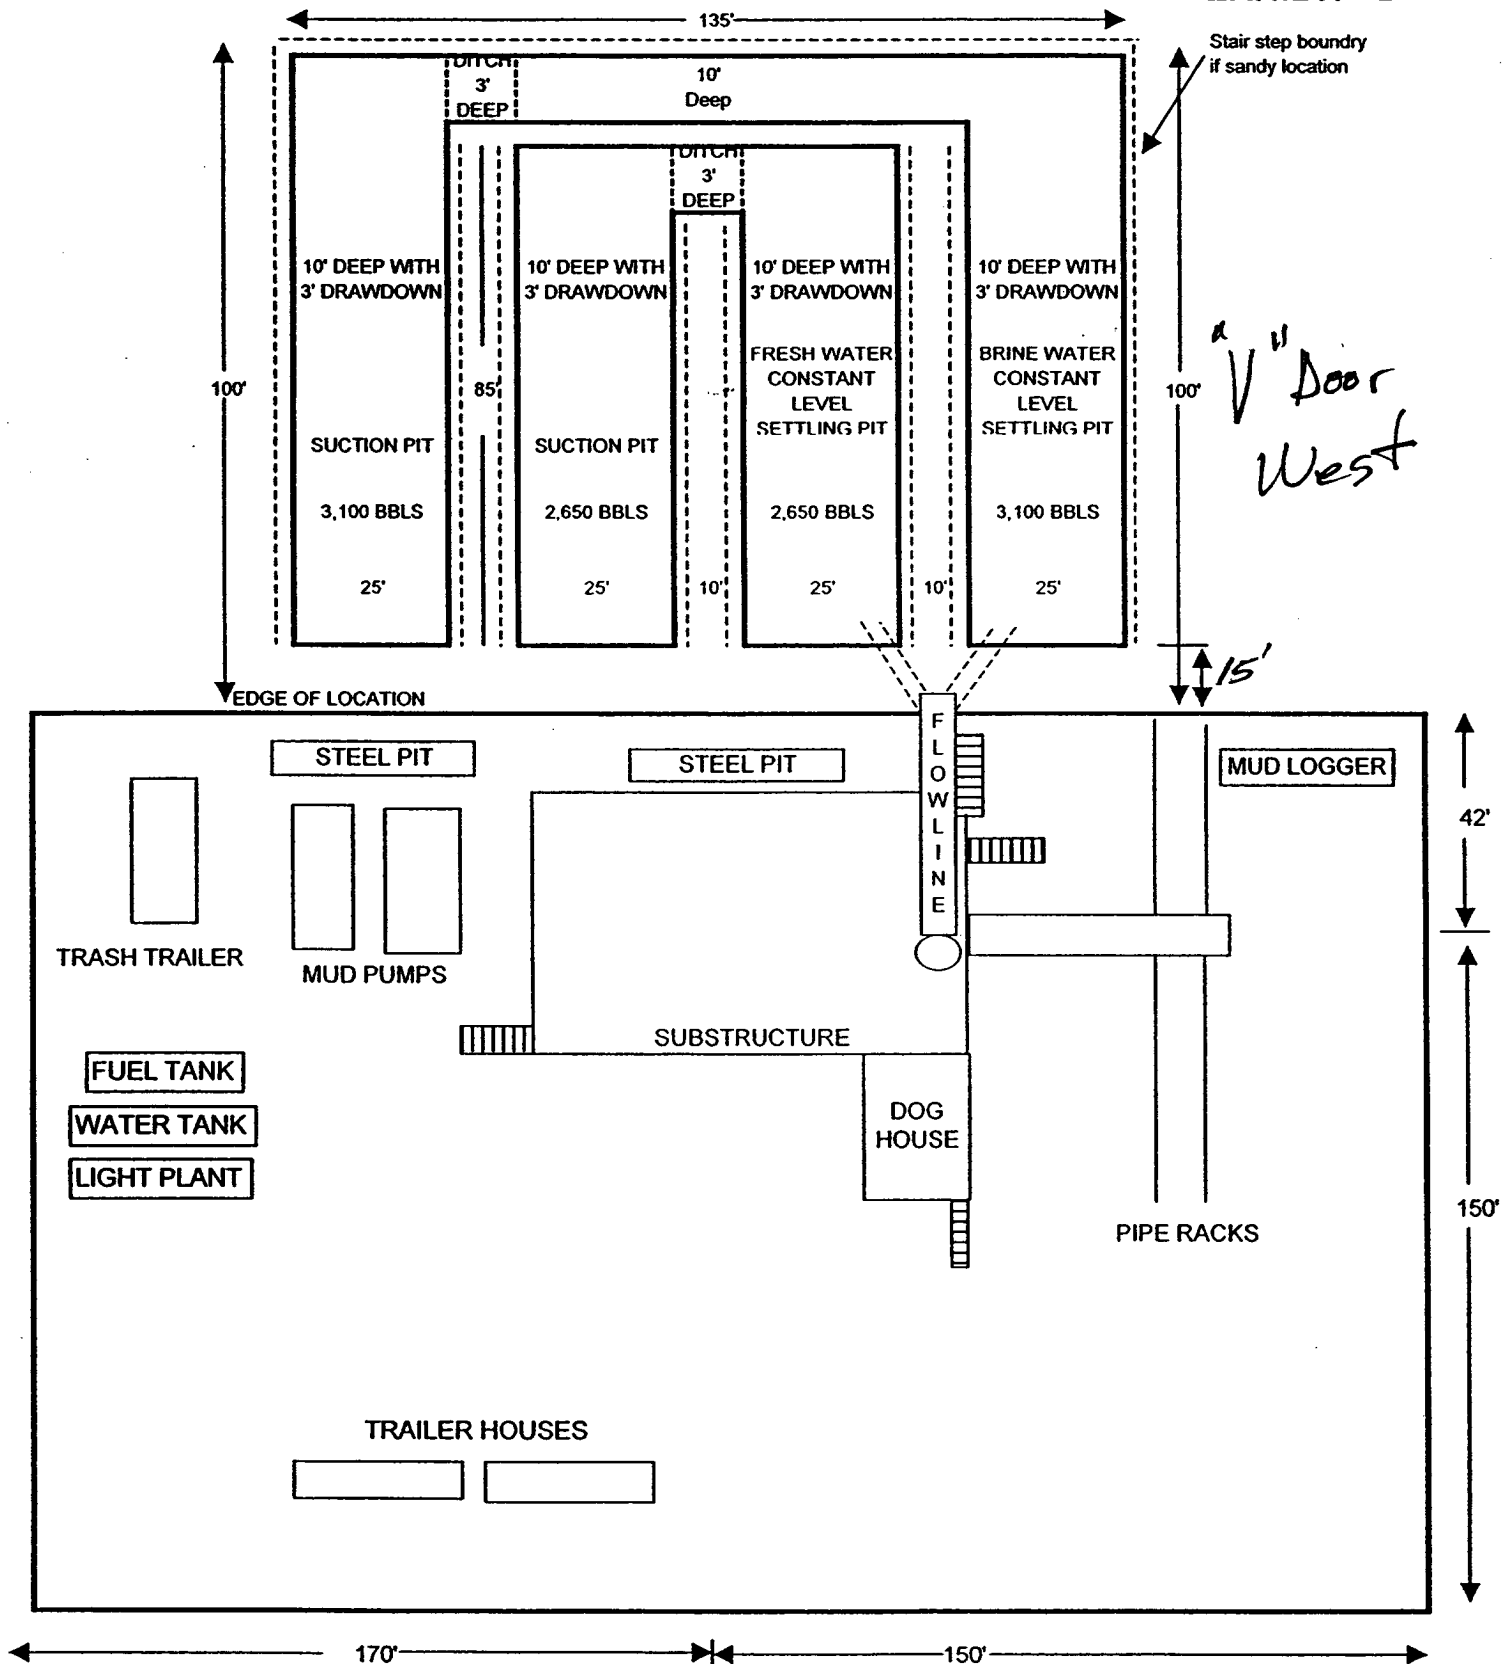 135'
Stair step boundry
if sandy location
DITCH
3'
DEEP
10'
Deep
DITCH
3'
DEEP
10' DEEP WITH
3' DRAWDOWN
10' DEEP WITH
3' DRAWDOWN
10' DEEP WITH
3' DRAWDOWN
10' DEEP WITH
3' DRAWDOWN
FRESH WATER
CONSTANT
LEVEL
SETTLING PIT
BRINE WATER
CONSTANT
LEVEL
SETTLING PIT
100'
85'
100'
"V" Door
West
SUCTION PIT
SUCTION PIT
3,100 BBLS
2,650 BBLS
2,650 BBLS
3,100 BBLS
25'
25'
10'
25'
10'
25'
15'
EDGE OF LOCATION
FLOWLINE
STEEL PIT
STEEL PIT
MUD LOGGER
42'
TRASH TRAILER
MUD PUMPS
SUBSTRUCTURE
FUEL TANK
WATER TANK
LIGHT PLANT
DOG
HOUSE
150'
PIPE RACKS
TRAILER HOUSES
170'
150'